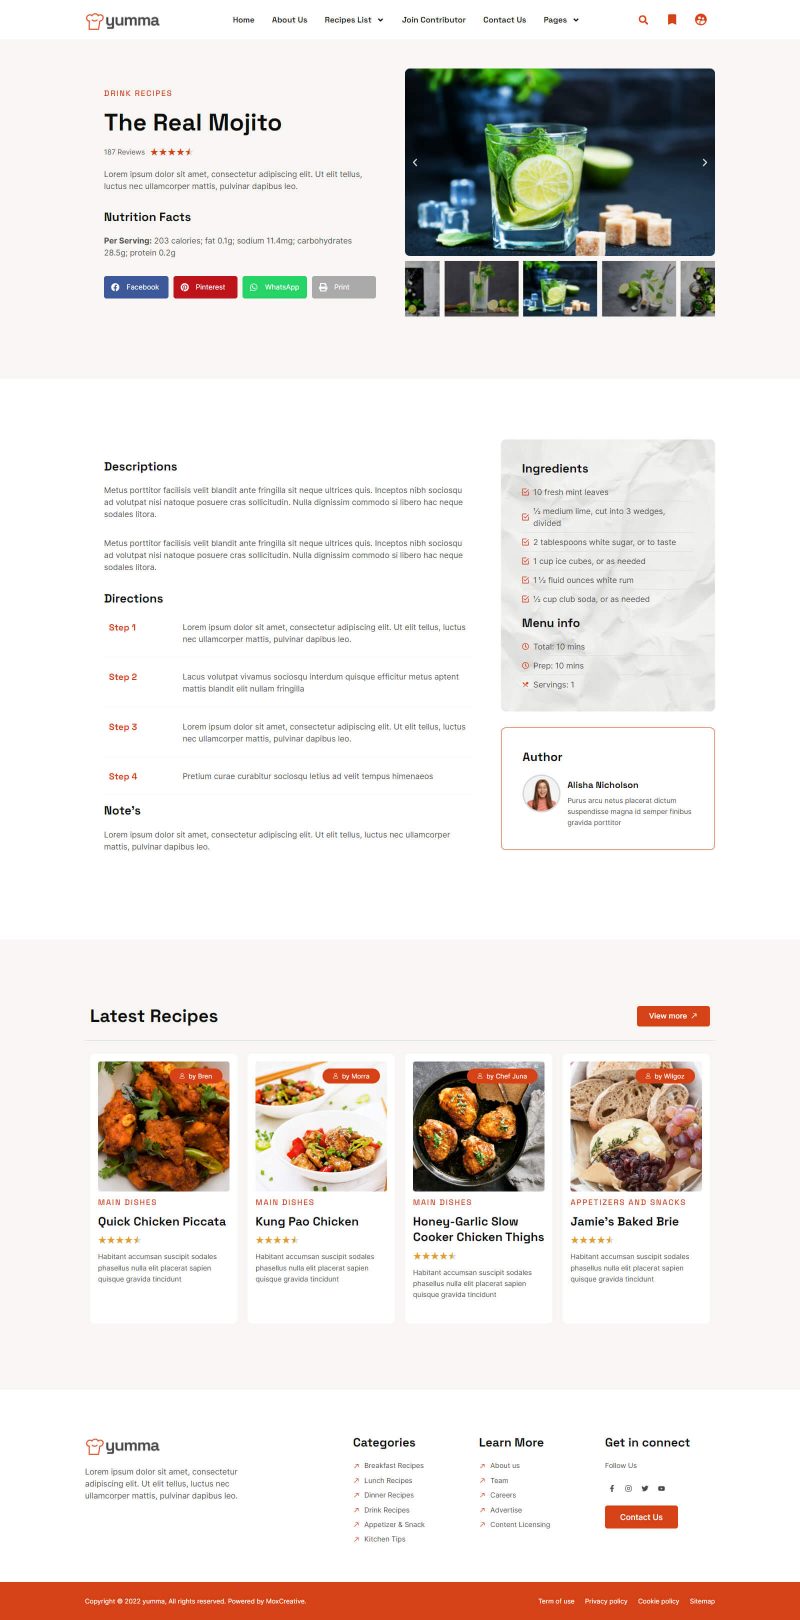 yumma
Home About Us Recipes List Join Contributor Contact Us Pages
DRINK RECIPES
The Real Mojito
187 Reviews
Lorem ipsum dolor sit amet, consectetur adipiscing elit. Ut elit tellus,
luctus nec ullamcorper mattis, pulvinar dapibus leo.
Nutrition Facts
Per Serving: 203 calories; fat 0.1g; sodium 11.4mg; carbohydrates
28.5g; protein 0.2g
Facebook Pinterest WhatsApp Print
Descriptions
Metus porttitor facilisis velit blandit ante fringilla sit neque ultrices quis. Inceptos nibh sociosqu
ad volutpat nisi natoque posuere cras sollicitudin. Nulla dignissim commodo si libero hac neque
sodales litora.
Metus porttitor facilisis velit blandit ante fringilla sit neque ultrices quis. Inceptos nibh sociosqu
ad volutpat nisi natoque posuere cras sollicitudin. Nulla dignissim commodo si libero hac neque
sodales litora.
Directions
Step 1
Lorem ipsum dolor sit amet, consectetur adipiscing elit. Ut elit tellus, luctus
nec ullamcorper mattis, pulvinar dapibus leo.
Step 2
Lacus volutpat vivamus sociosqu interdum quisque efficitur metus aptent
mattis blandit elit nullam fringilla
Step 3
Lorem ipsum dolor sit amet, consectetur adipiscing elit. Ut elit tellus, luctus
nec ullamcorper mattis, pulvinar dapibus leo.
Step 4
Pretium curae curabitur sociosqu letius ad velit tempus himenaeos
Note's
Lorem ipsum dolor sit amet, consectetur adipiscing elit. Ut elit tellus, luctus nec ullamcorper
mattis, pulvinar dapibus leo.
Ingredients
10 fresh mint leaves
½ medium lime, cut into 3 wedges,
divided
2 tablespoons white sugar, or to taste
1 cup ice cubes, or as needed
1 ½ fluid ounces white rum
½ cup club soda, or as needed
Menu info
Total: 10 mins
Prep: 10 mins
Servings: 1
Author
Alisha Nicholson
Purus arcu netus placerat dictum
suspendisse magna id semper finibus
gravida porttitor
Latest Recipes
View more
by Bren
MAIN DISHES
Quick Chicken Piccata
Habitant accumsan suscipit sodales
phasellus nulla elit placerat sapien
quisque gravida tincidunt
by Morra
MAIN DISHES
Kung Pao Chicken
Habitant accumsan suscipit sodales
phasellus nulla elit placerat sapien
quisque gravida tincidunt
by Chef Juna
MAIN DISHES
Honey-Garlic Slow
Cooker Chicken Thighs
Habitant accumsan suscipit sodales
phasellus nulla elit placerat sapien
quisque gravida tincidunt
by Wilgoz
APPETIZERS AND SNACKS
Jamie's Baked Brie
Habitant accumsan suscipit sodales
phasellus nulla elit placerat sapien
quisque gravida tincidunt
yumma
Lorem ipsum dolor sit amet, consectetur
adipiscing elit. Ut elit tellus, luctus nec
ullamcorper mattis, pulvinar dapibus leo.
Categories
Breakfast Recipes
Lunch Recipes
Dinner Recipes
Drink Recipes
Appetizer & Snack
Kitchen Tips
Learn More
About us
Team
Careers
Advertise
Content Licensing
Get in connect
Follow Us
Contact Us
Copyright © 2022 yumma, All rights reserved. Powered by MoxCreative.
Term of use Privacy policy Cookie policy Sitemap